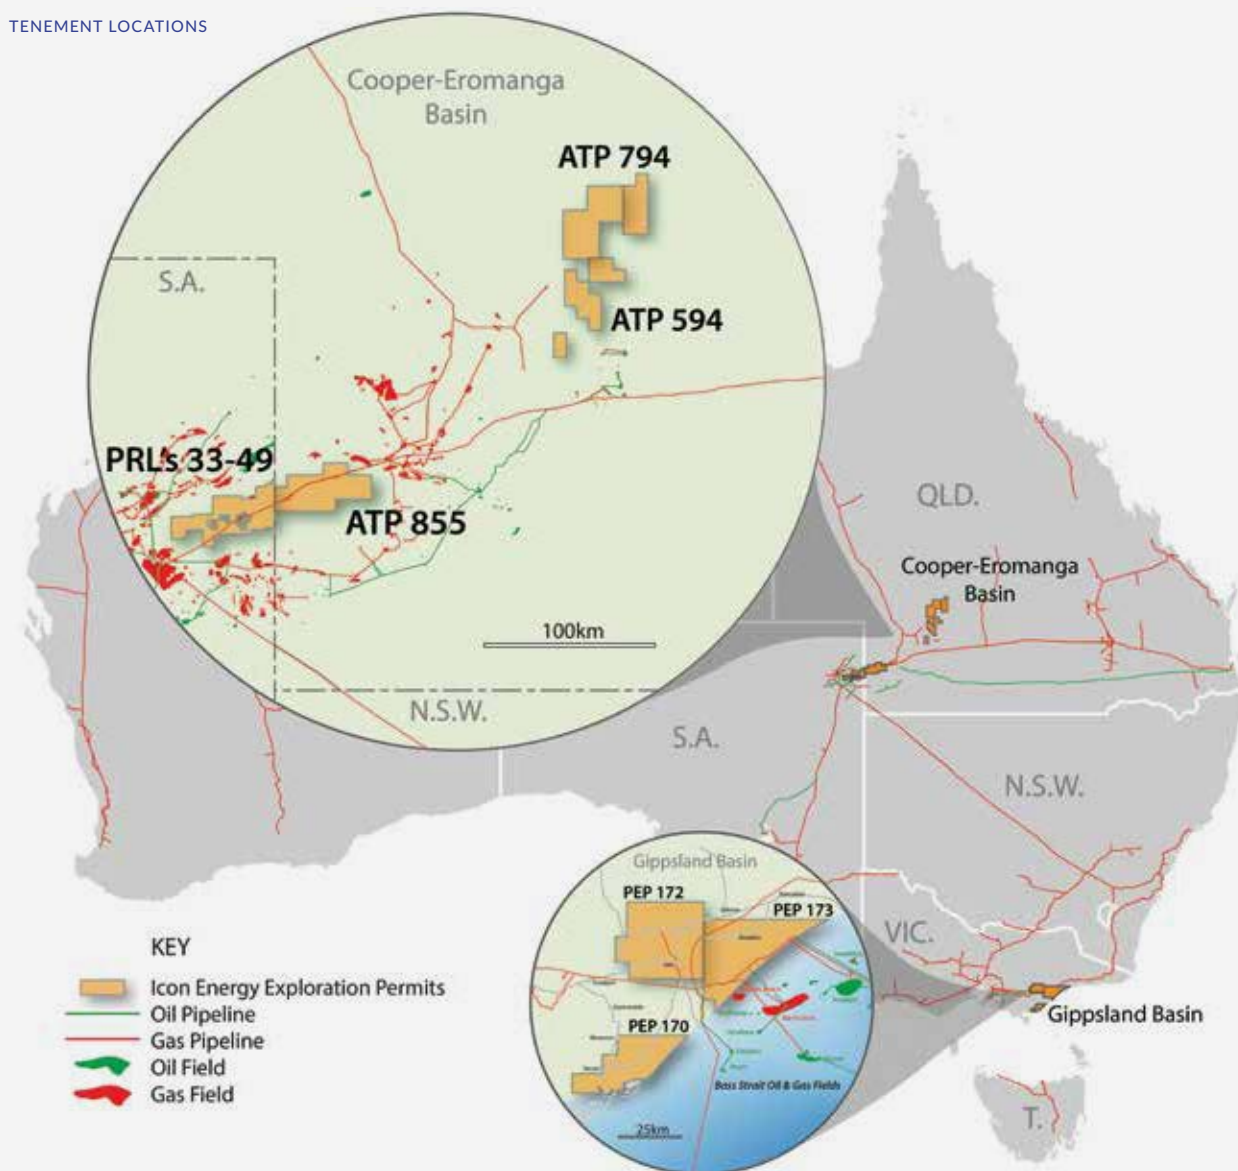 TENEMENT LOCATIONS
Cooper-Eromanga
Basin
ATP 794
S.A.
ATP 594
PRLs 33-49
ATP 855
100km
N.S.W.
QLD.
Cooper-Eromanga
Basin
S.A.
N.S.W.
Gippsland Basin
PEP 172
PEP 173
VIC.
PEP 170
Gippsland Basin
Bass Strait Oil & Gas Fields
25km
T.
KEY
Icon Energy Exploration Permits
Oil Pipeline
Gas Pipeline
Oil Field
Gas Field